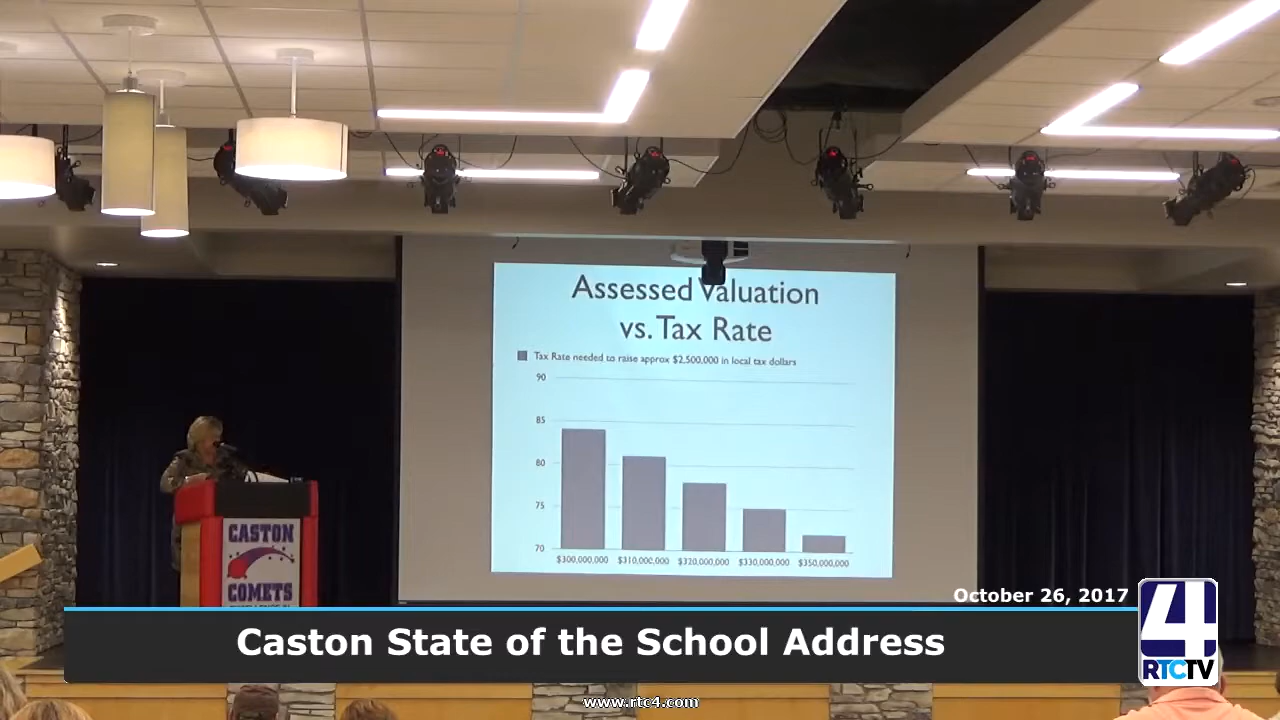 Assessed Valuation
vs. Tax Rate
Tax Rate needed to raise approx $2,500,000 in local tax dollars
90
85
80
75
70
$300,000,000 $310,000,000 $320,000,000 $330,000,000 $350,000,000
CASTON
COMETS
October 26, 2017
Caston State of the School Address
4
RTCTV
www.rtc4.com